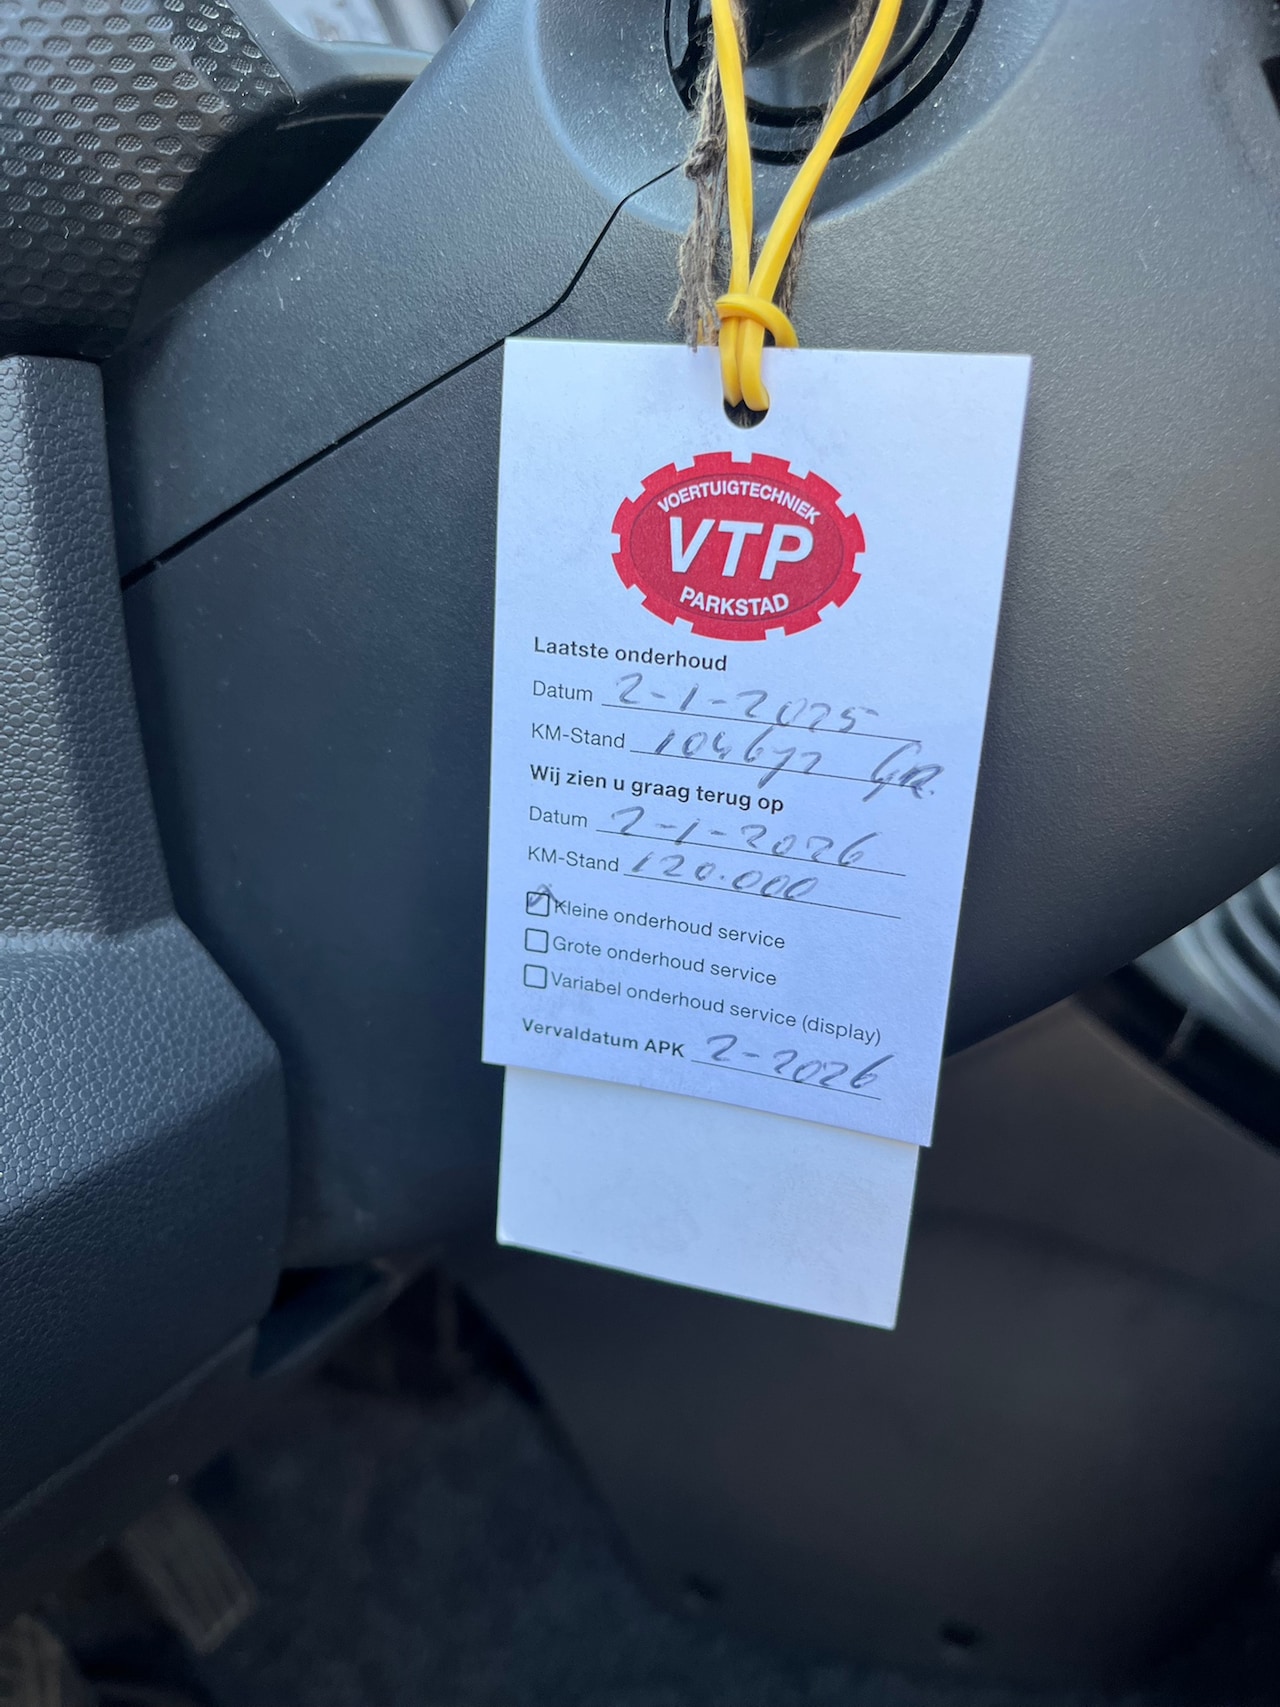 VOERTUIGTECHNIEK
VTP
PARKSTAD
Laatste onderhoud
Datum 2-1-2025
KM-Stand
Wij zien u graag terug op
Datum 2-1-2026
KM-Stand 120.000
Kleine onderhoud service
Grote onderhoud service
Variabel onderhoud service (display)
Vervaldatum APK 2-2026